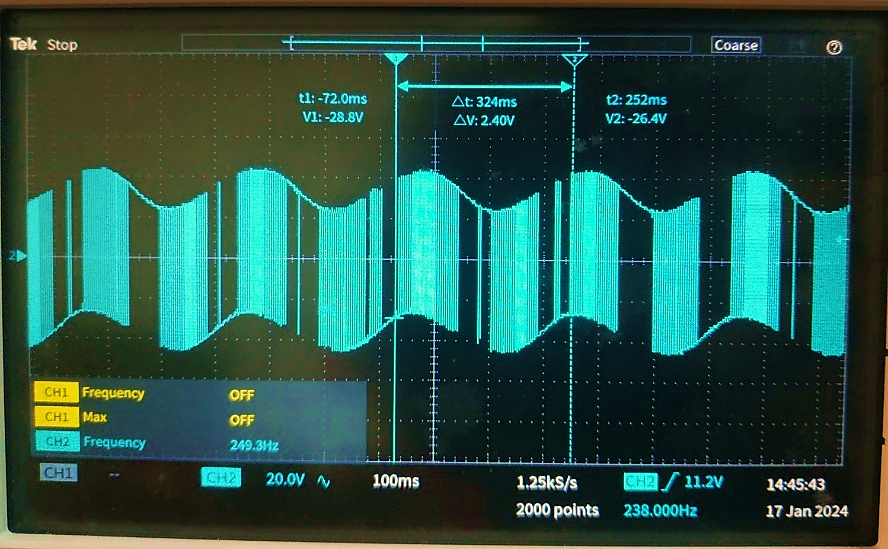 Tek Stop Coarse ?
1 2
t1: -72.0ms △t: 324ms t2: 252ms
V1: -28.8V △V: 2.40V V2: -26.4V
2
CH1 Frequency OFF
CH1 Max OFF
CH2 Frequency 249.3Hz
CH1 -- CH2 20.0V ∿ 100ms 1.25kS/s CH2 11.2V 14:45:43
2000 points 238.000Hz 17 Jan 2024